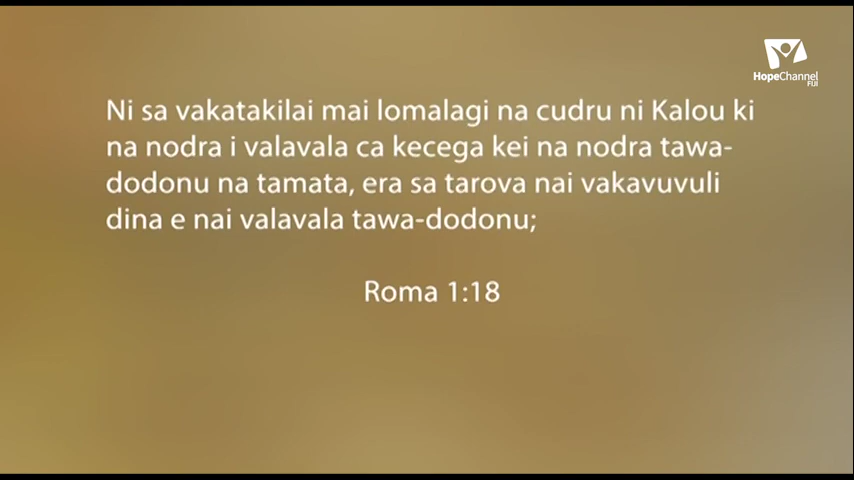 HopeChannel
FIJI
Ni sa vakatakilai mai lomalagi na cudru ni Kalou ki
na nodra i valavala ca kecega kei na nodra tawa-
dodonu na tamata, era sa tarova nai vakavuvuli
dina e nai valavala tawa-dodonu;
Roma 1:18